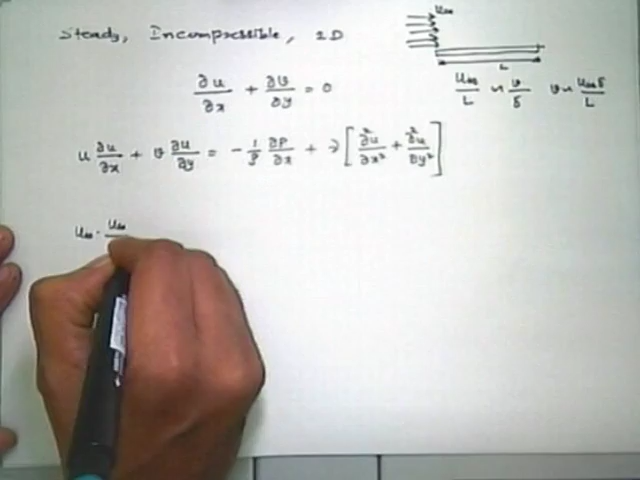 Steady, Incompressible, 2D
U∞
L
∂u/∂x + ∂v/∂y = 0
U∞/L ~ v/δ   v ~ U∞δ/L
u ∂u/∂x + v ∂u/∂y = - 1/ρ ∂P/∂x + ν [ ∂²u/∂x² + ∂²u/∂y² ]
U∞ · U∞